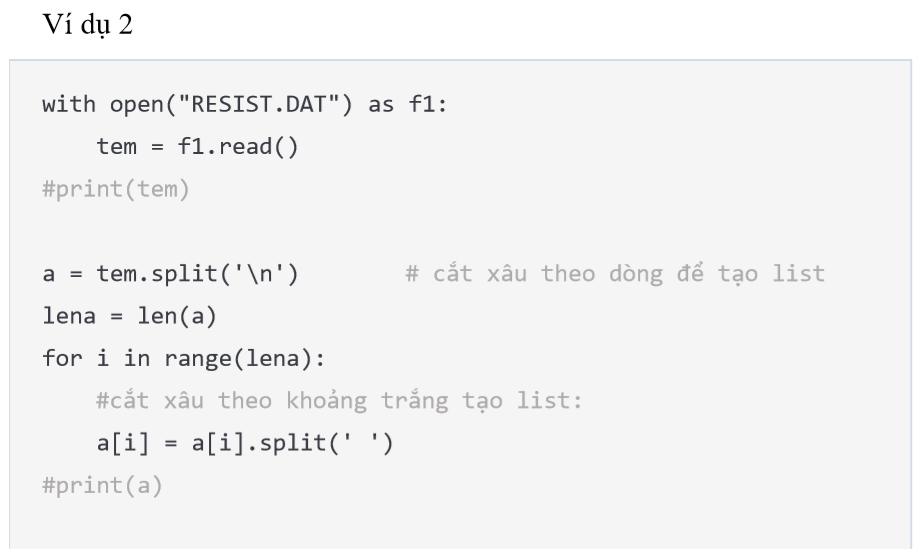 Ví dụ 2
with open("RESIST.DAT") as f1:
    tem = f1.read()
#print(tem)
a = tem.split('\n')        # cắt xâu theo dòng để tạo list
lena = len(a)
for i in range(lena):
    #cắt xâu theo khoảng trắng tạo list:
    a[i] = a[i].split(' ')
#print(a)